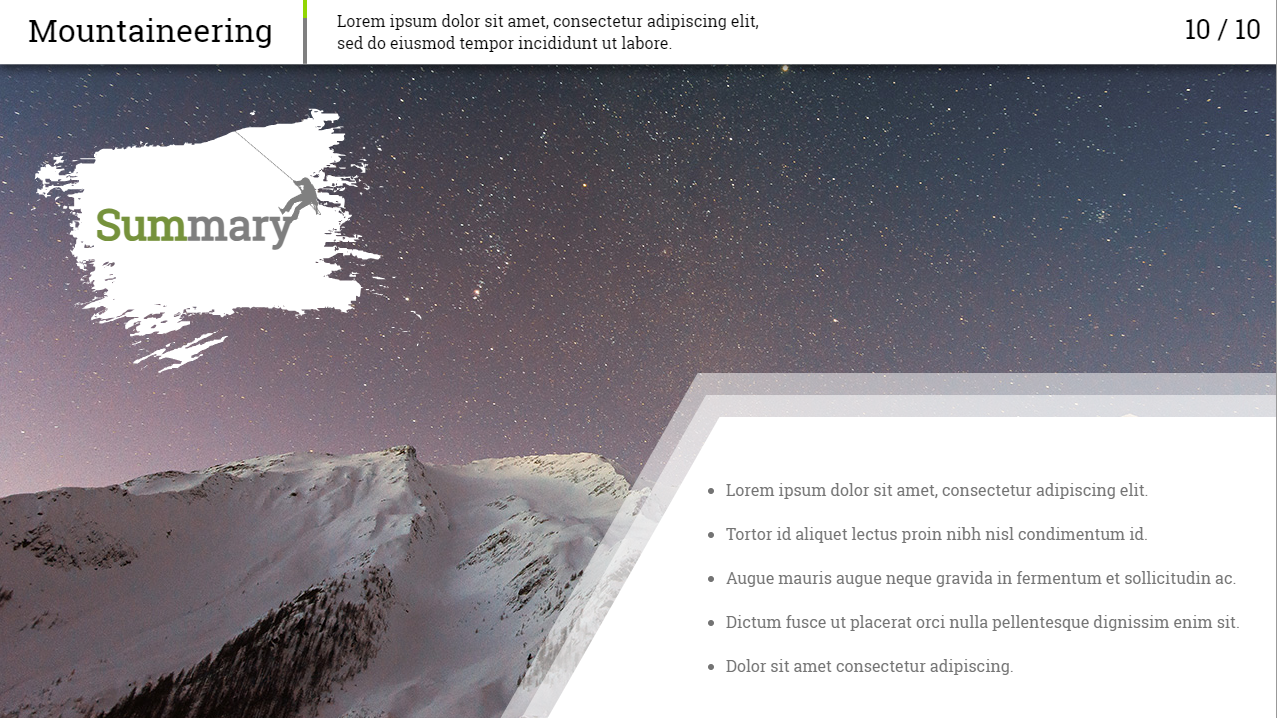 Mountaineering
Lorem ipsum dolor sit amet, consectetur adipiscing elit,
sed do eiusmod tempor incididunt ut labore.
10 / 10
Summary
Lorem ipsum dolor sit amet, consectetur adipiscing elit.
Tortor id aliquet lectus proin nibh nisl condimentum id.
Augue mauris augue neque gravida in fermentum et sollicitudin ac.
Dictum fusce ut placerat orci nulla pellentesque dignissim enim sit.
Dolor sit amet consectetur adipiscing.